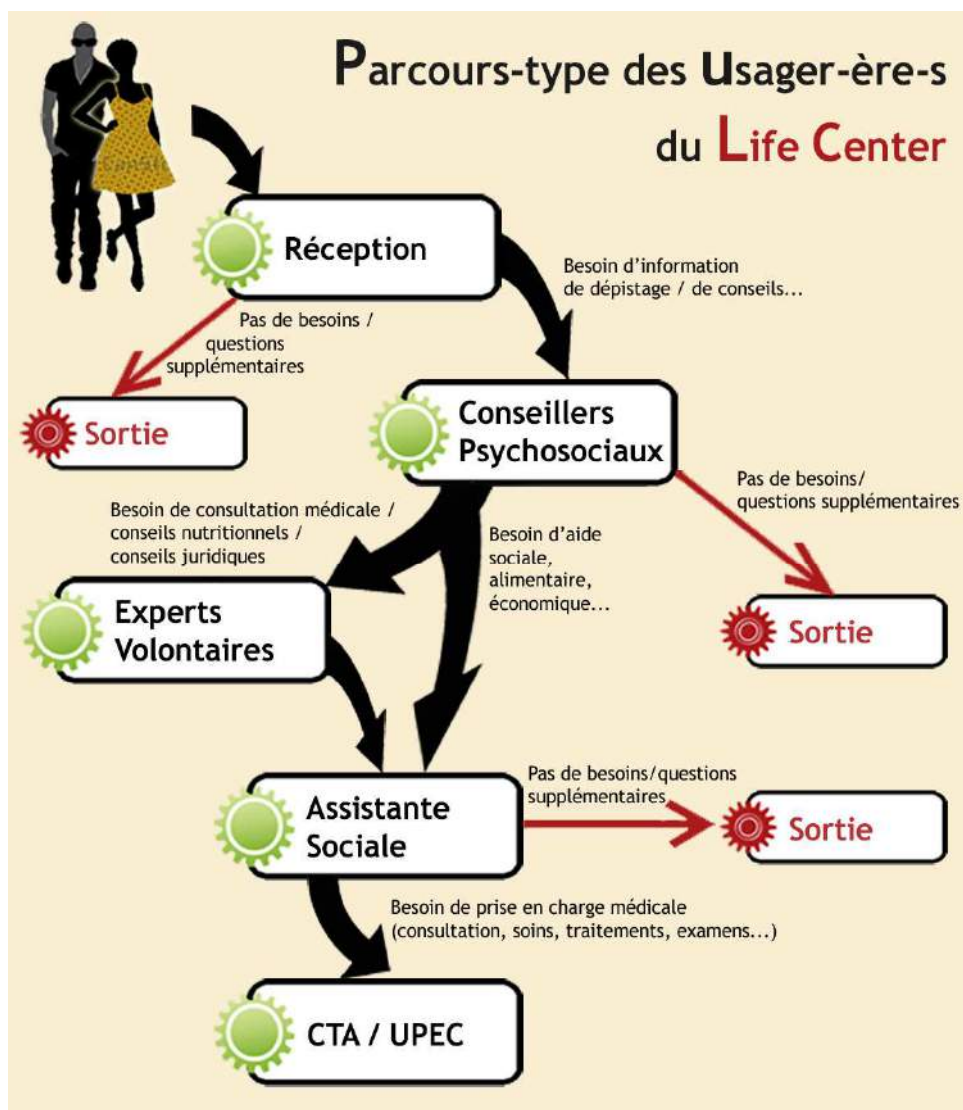 Parcours-type des usager-ère-s
du Life Center
Réception
Besoin d'information
de dépistage / de conseils...
Pas de besoins /
questions
supplémentaires
Sortie
Conseillers
Psychosociaux
Pas de besoins/
questions supplémentaires
Besoin de consultation médicale /
conseils nutritionnels /
conseils juridiques
Besoin d'aide
sociale,
alimentaire,
économique...
Experts
Volontaires
Sortie
Pas de besoins/questions
supplémentaires
Assistante
Sociale
Sortie
Besoin de prise en charge médicale
(consultation, soins, traitements, examens...)
CTA / UPEC